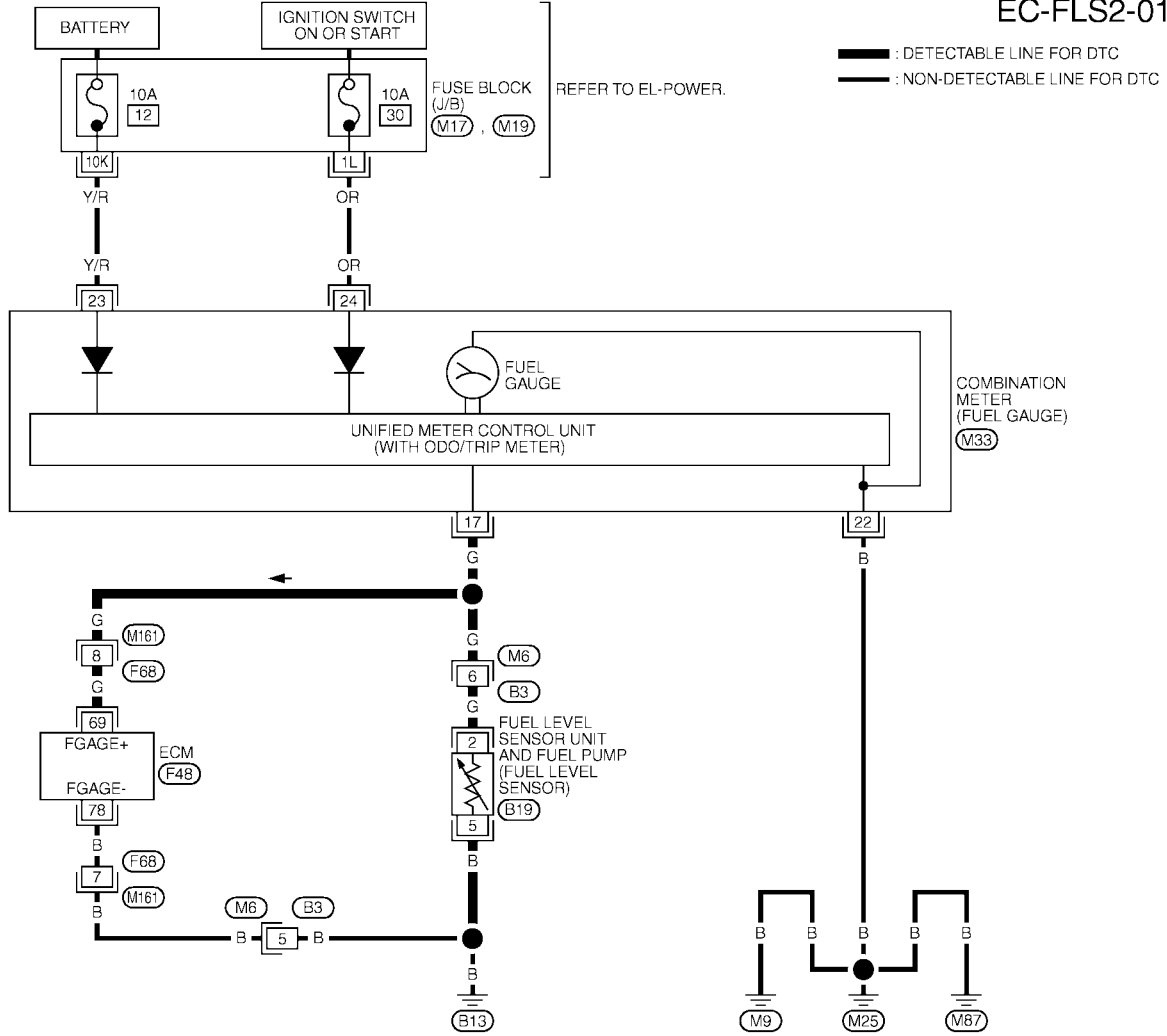 EC-FLS2-01
BATTERY
IGNITION SWITCH
ON OR START
: DETECTABLE LINE FOR DTC
: NON-DETECTABLE LINE FOR DTC
10A
12
10A
30
FUSE BLOCK
(J/B)
M17 , M19
REFER TO EL-POWER.
10K
1L
Y/R
OR
Y/R
OR
23
24
FUEL
GAUGE
UNIFIED METER CONTROL UNIT
(WITH ODO/TRIP METER)
COMBINATION
METER
(FUEL GAUGE)
M33
17
22
G
B
G
M161
8
F68
G
G
M6
6
B3
G
69
FGAGE+
ECM
F48
FGAGE-
78
FUEL LEVEL
SENSOR UNIT
AND FUEL PUMP
(FUEL LEVEL
SENSOR)
B19
2
5
B
B
F68
7
M161
B
M6
B3
B
5
B
B
B13
B
B
B
B
B
M9
M25
M87